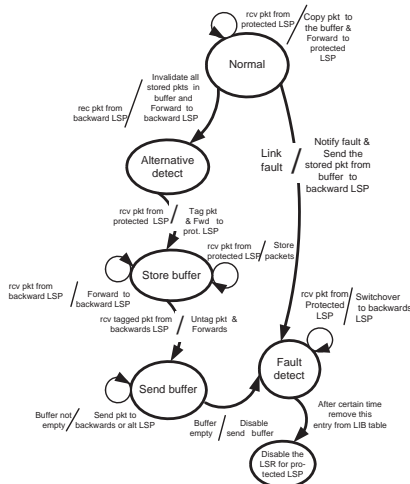 rcv pkt from
protected LSP
Copy pkt to
the buffer &
Forward to
protected
LSP
Normal
Invalidate all
stored pkts in
buffer and
Forward to
backward LSP
rec pkt from
backward LSP
Link
fault
Notify fault &
Send the
stored pkt from
buffer to
backward LSP
Alternative
detect
rcv pkt from
protected LSP
Tag pkt
& Fwd to
prot. LSP
rcv pkt from
protected LSP
Store
packets
Store buffer
rcv pkt from
backward LSP
Forward to
backward LSP
rcv tagged pkt from
backwards LSP
Untag pkt &
Forwards
rcv pkt from
Protected
LSP
Switchover
to backwards
LSP
Fault
detect
Send buffer
Buffer not
empty
Send pkt to
backwards or alt LSP
Buffer
empty
Disable
send buffer
After certain time
remove this
entry from LIB table
Disable the
LSR for pro-
tected LSP